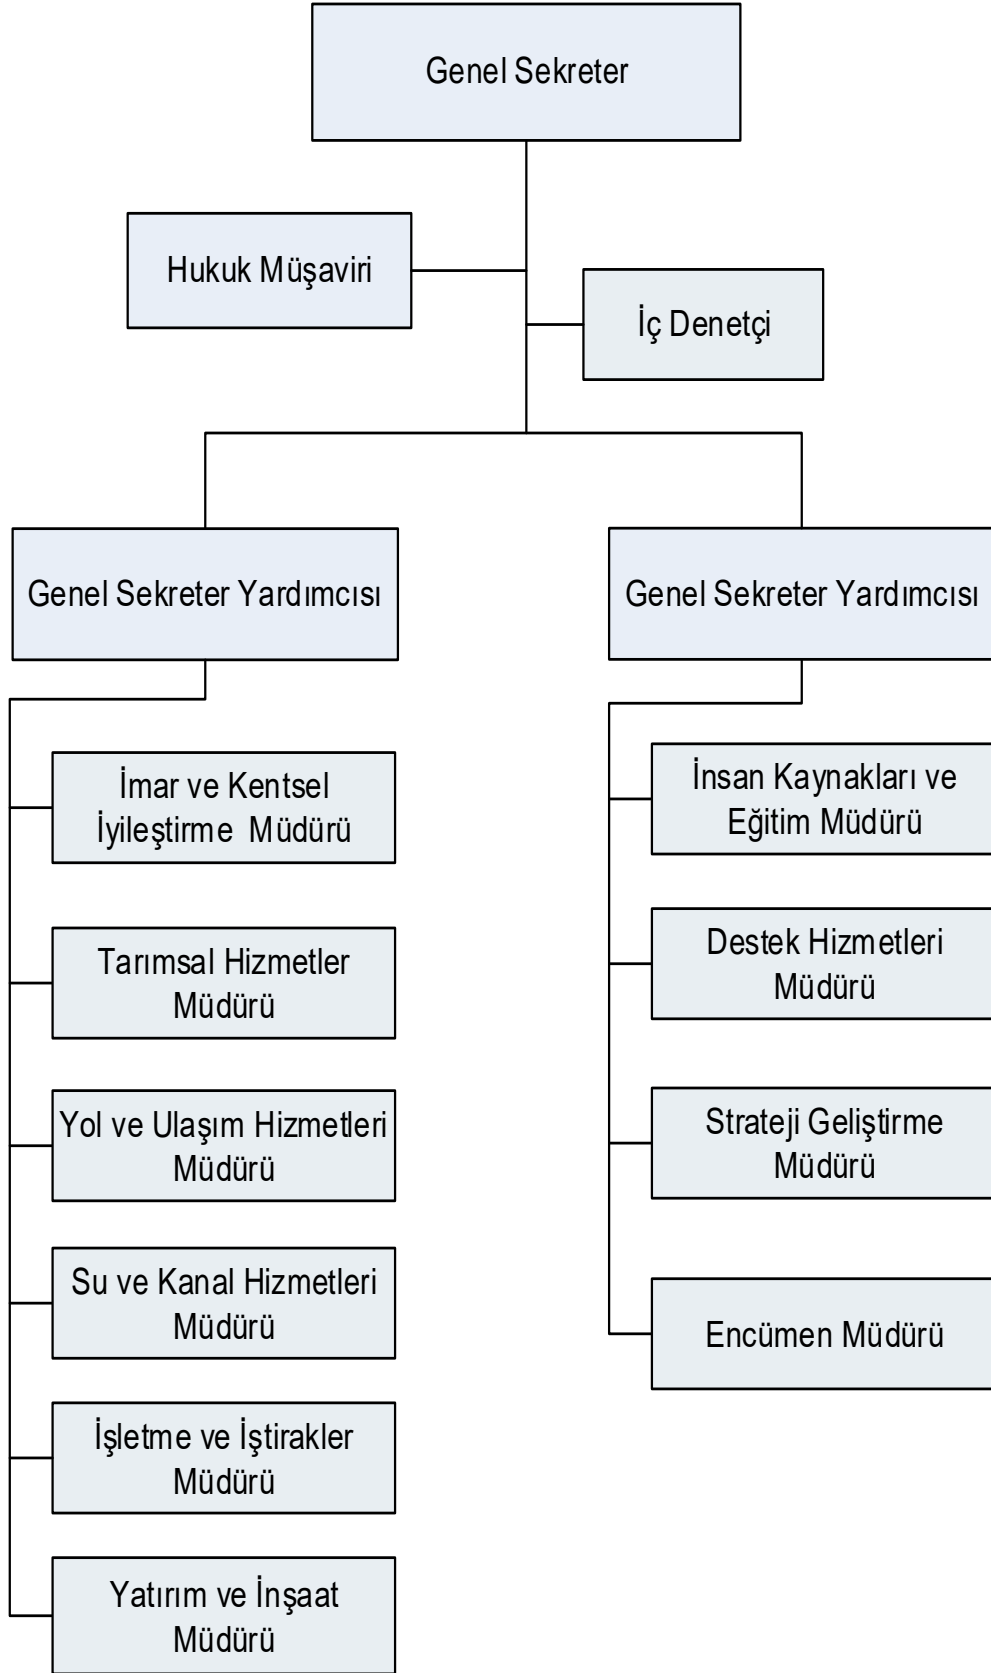 Genel Sekreter
Hukuk Müşaviri
İç Denetçi
Genel Sekreter Yardımcısı
Genel Sekreter Yardımcısı
İmar ve Kentsel
İyileştirme Müdürü
Tarımsal Hizmetler
Müdürü
Yol ve Ulaşım Hizmetleri
Müdürü
Su ve Kanal Hizmetleri
Müdürü
İşletme ve İştirakler
Müdürü
Yatırım ve İnşaat
Müdürü
İnsan Kaynakları ve
Eğitim Müdürü
Destek Hizmetleri
Müdürü
Strateji Geliştirme
Müdürü
Encümen Müdürü